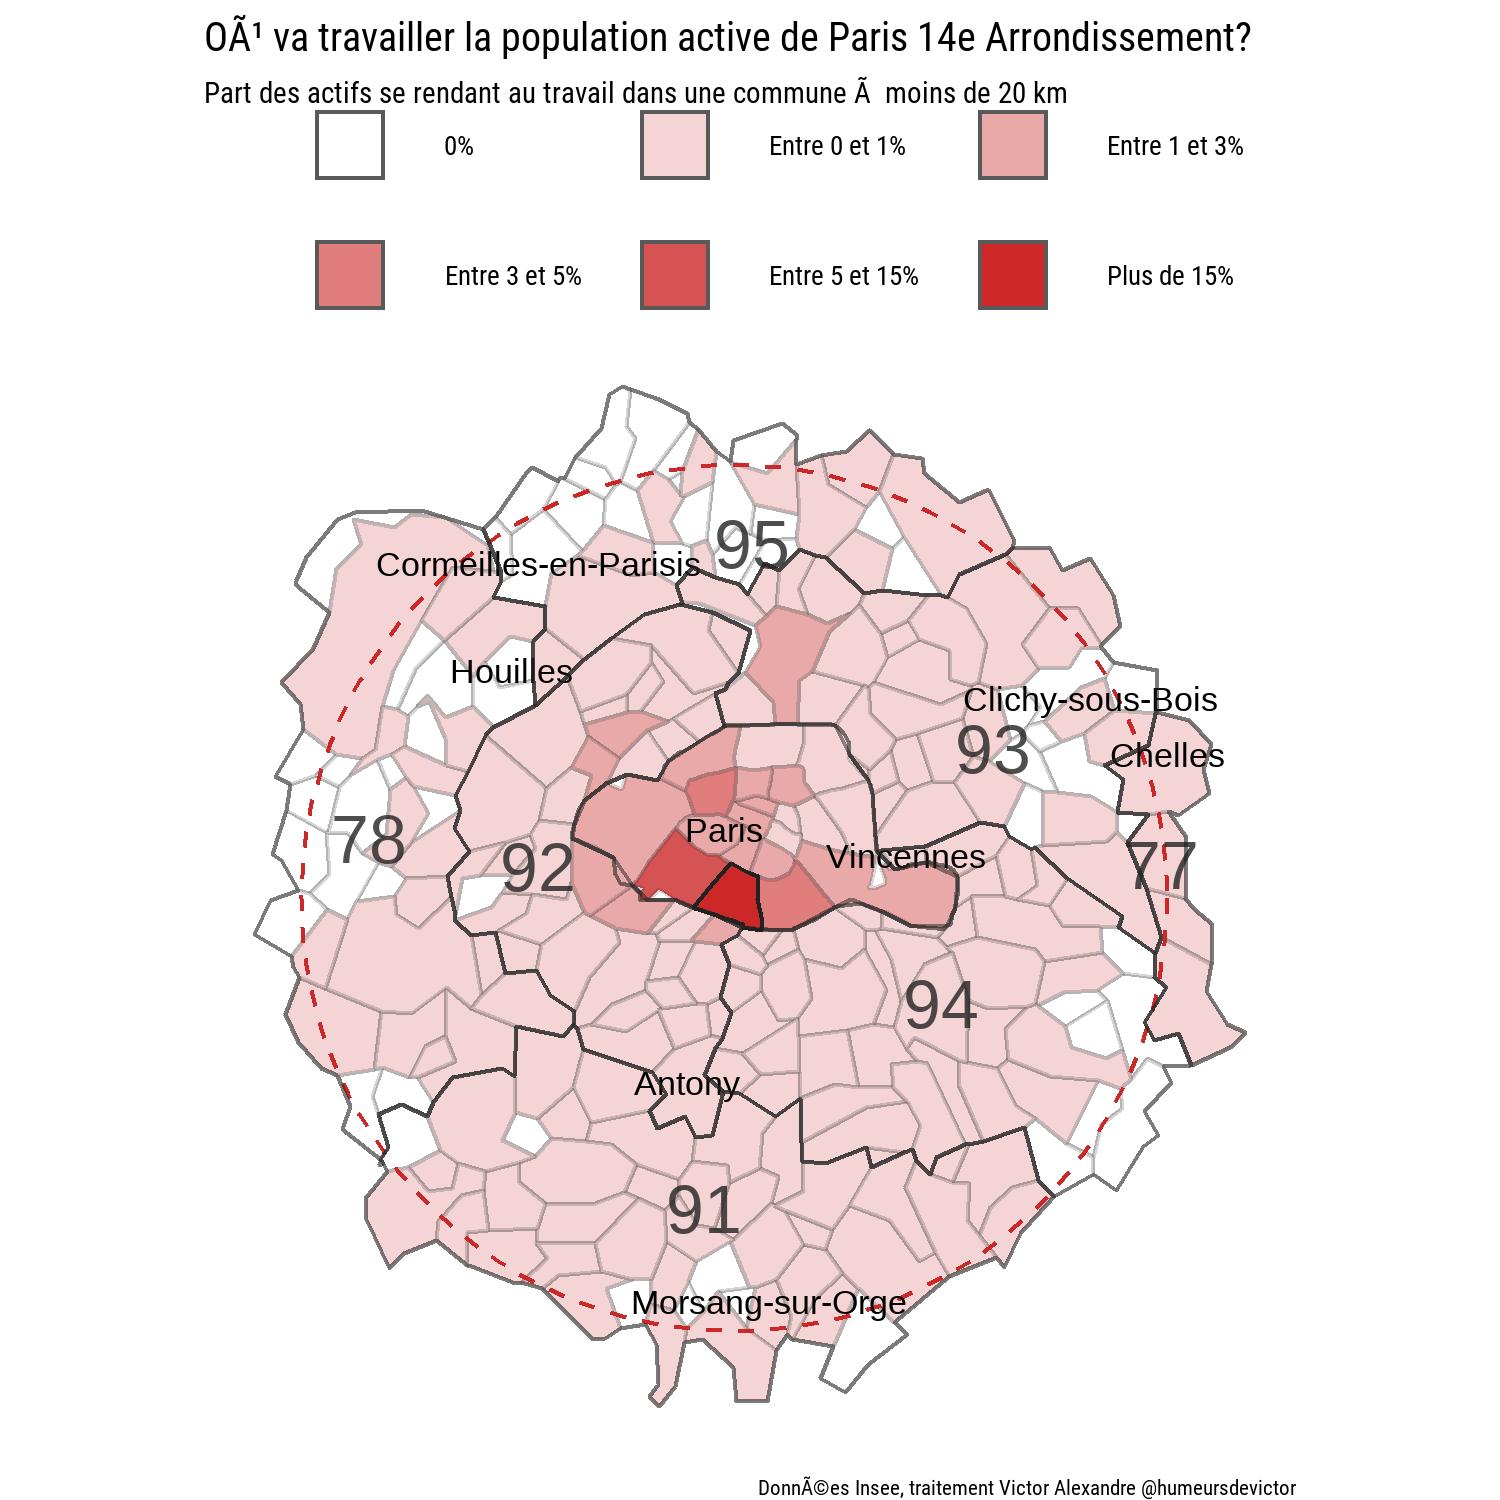 OÃ¹ va travailler la population active de Paris 14e Arrondissement?
Part des actifs se rendant au travail dans une commune Ã  moins de 20 km
0%
Entre 0 et 1%
Entre 1 et 3%
Entre 3 et 5%
Entre 5 et 15%
Plus de 15%
95
Cormeilles-en-Parisis
Houilles
Clichy-sous-Bois
93
Chelles
Paris
78
Vincennes
92
77
94
Antony
91
Morsang-sur-Orge
DonnÃ©es Insee, traitement Victor Alexandre @humeursdevictor